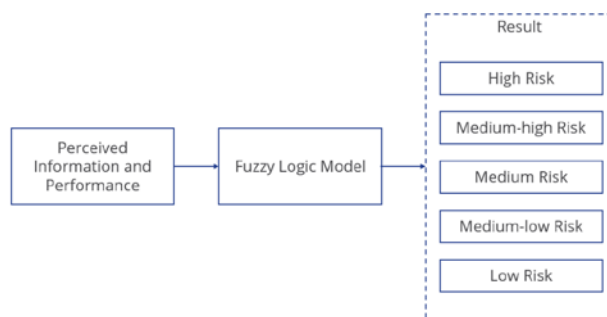 Perceived
Information and
Performance
Fuzzy Logic Model
Result
High Risk
Medium-high Risk
Medium Risk
Medium-low Risk
Low Risk